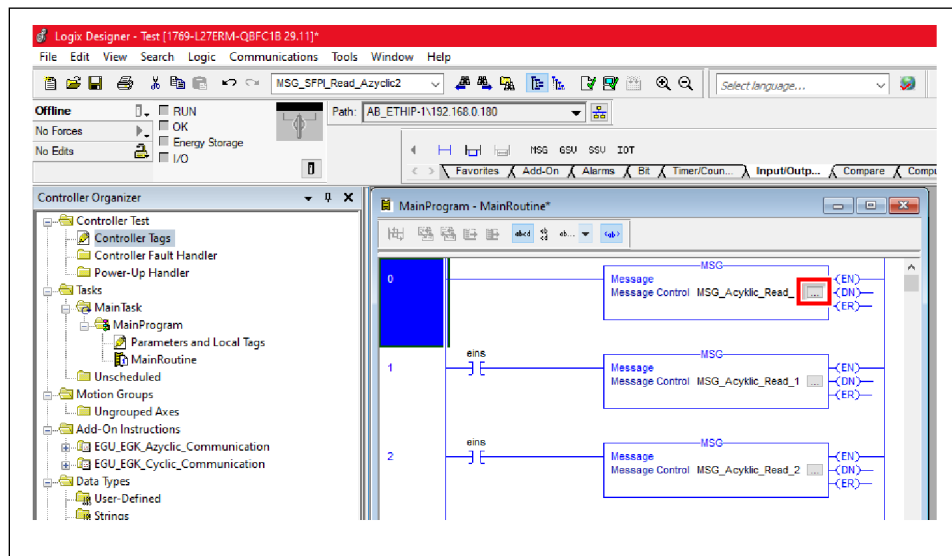 Logix Designer - Test [1769-L27ERM-QBFC1B 29.11]*
File Edit View Search Logic Communications Tools Window Help
MSG_SFPI_Read_Azyclic2
Select language...
Offline
RUN
Path: AB_ETHIP-1\192.168.0.180
No Forces
OK
Energy Storage
No Edits
I/O
MSG GSV SSV IOT
Favorites Add-On Alarms Bit Timer/Coun... Input/Outp... Compare
Controller Organizer
Controller Test
Controller Tags
Controller Fault Handler
Power-Up Handler
Tasks
MainTask
MainProgram
Parameters and Local Tags
MainRoutine
Unscheduled
Motion Groups
Ungrouped Axes
Add-On Instructions
EGU_EGK_Azyclic_Communication
EGU_EGK_Cyclic_Communication
Data Types
User-Defined
Strings
MainProgram - MainRoutine*
abcd ab... <ab>
0
MSG
Message
Message Control MSG_Acyklic_Read_ ...
(EN)
(DN)
(ER)
1
eins
MSG
Message
Message Control MSG_Acyklic_Read_1 ...
(EN)
(DN)
(ER)
2
eins
MSG
Message
Message Control MSG_Acyklic_Read_2 ...
(EN)
(DN)
(ER)